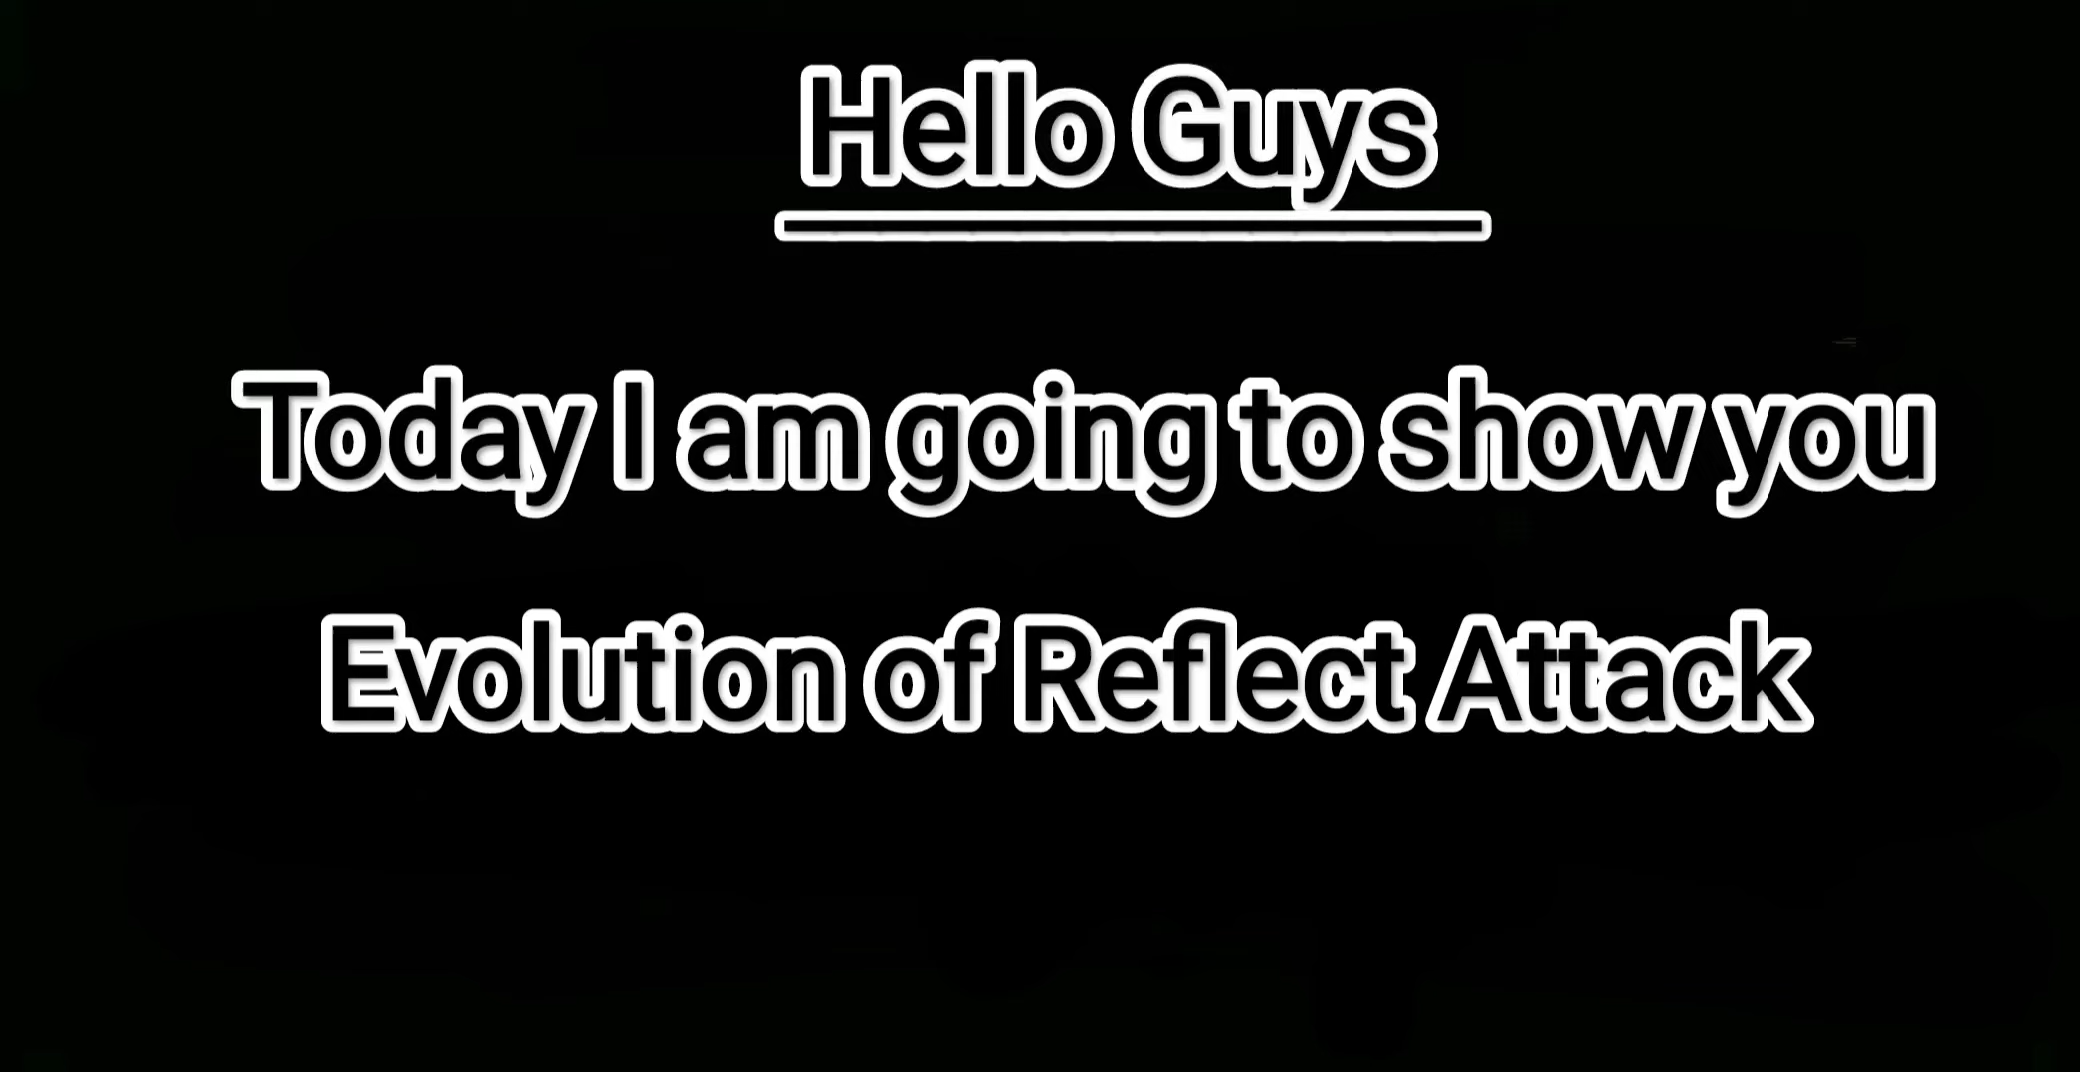 Hello Guys
Today I am going to show you
Evolution of Reflect Attack